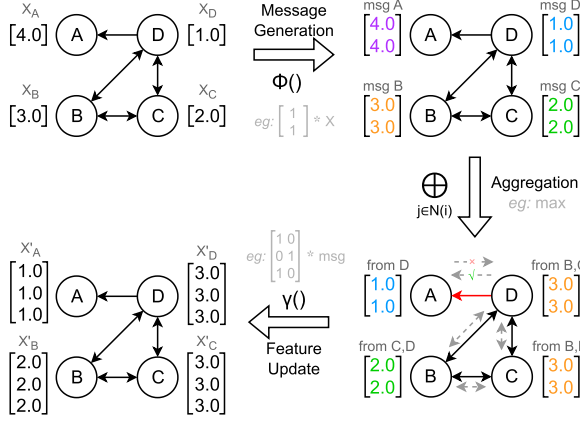 X_A
[4.0]
A
D
X_D
[1.0]
X_B
[3.0]
B
C
X_C
[2.0]
Message
Generation
Φ()
eg: [1 1] * X
msg A
[4.0
4.0]
A
D
msg D
[1.0
1.0]
msg B
[3.0
3.0]
B
C
msg C
[2.0
2.0]
⊕
j∈N(i)
Aggregation
eg: max
from D
[1.0
1.0]
A
D
×
√
from B,C
[3.0
3.0]
from C,D
[2.0
2.0]
B
C
from B,
[3.0
3.0]
eg: [1 0
0 1
1 0] * msg
γ()
Feature
Update
X'_A
[1.0
1.0
1.0]
A
D
X'_D
[3.0
3.0
3.0]
X'_B
[2.0
2.0
2.0]
B
C
X'_C
[3.0
3.0
3.0]